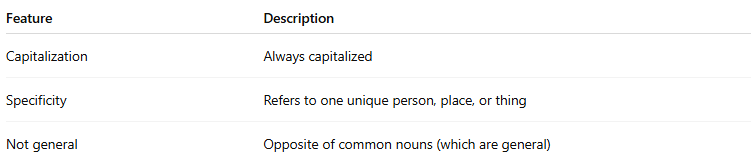 Feature Description
Capitalization Always capitalized
Specificity Refers to one unique person, place, or thing
Not general Opposite of common nouns (which are general)